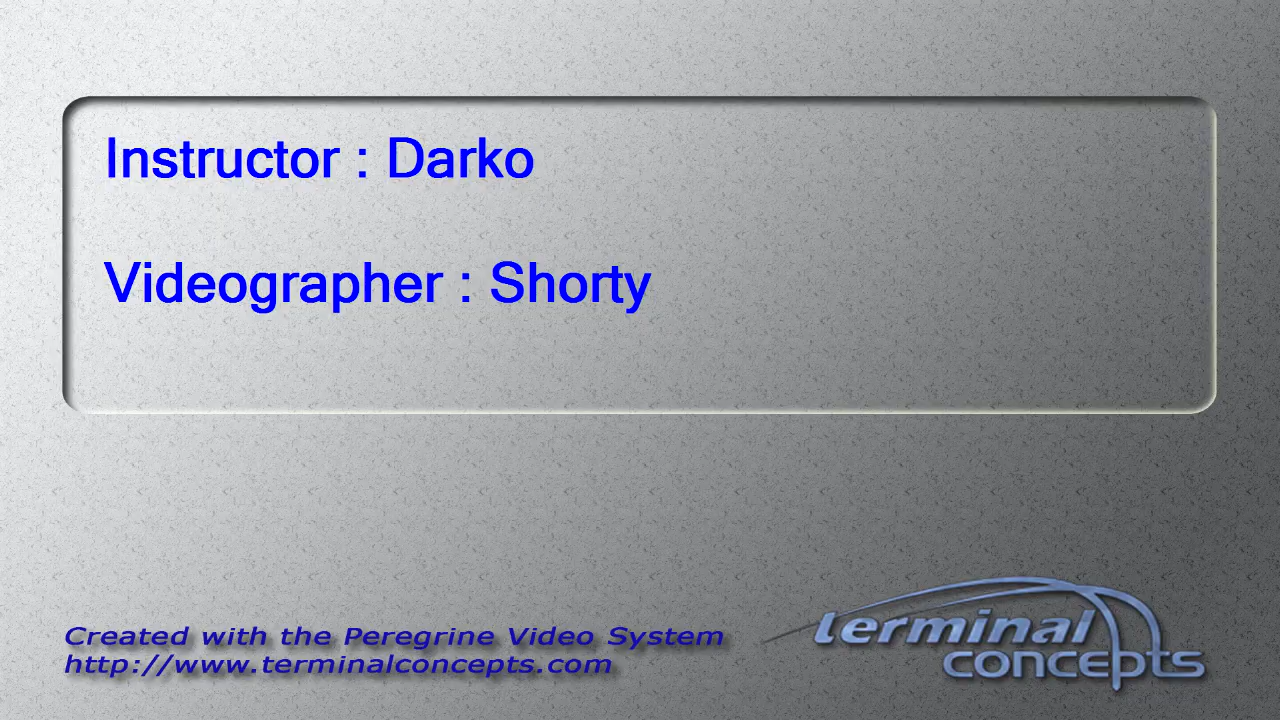 Instructor : Darko
Videographer : Shorty
Created with the Peregrine Video System
http://www.terminalconcepts.com
terminal
concepts